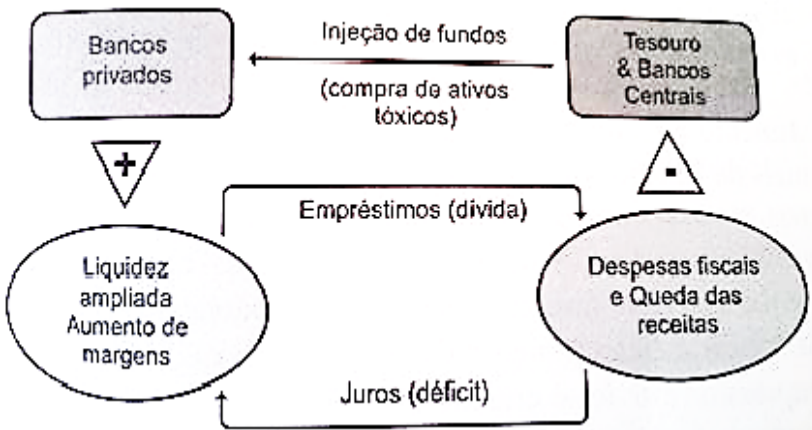 Bancos
privados
Injeção de fundos
(compra de ativos
tóxicos)
Tesouro
& Bancos
Centrais
+
-
Empréstimos (dívida)
Liquidez
ampliada
Aumento de
margens
Despesas fiscais
e Queda das
receitas
Juros (déficit)